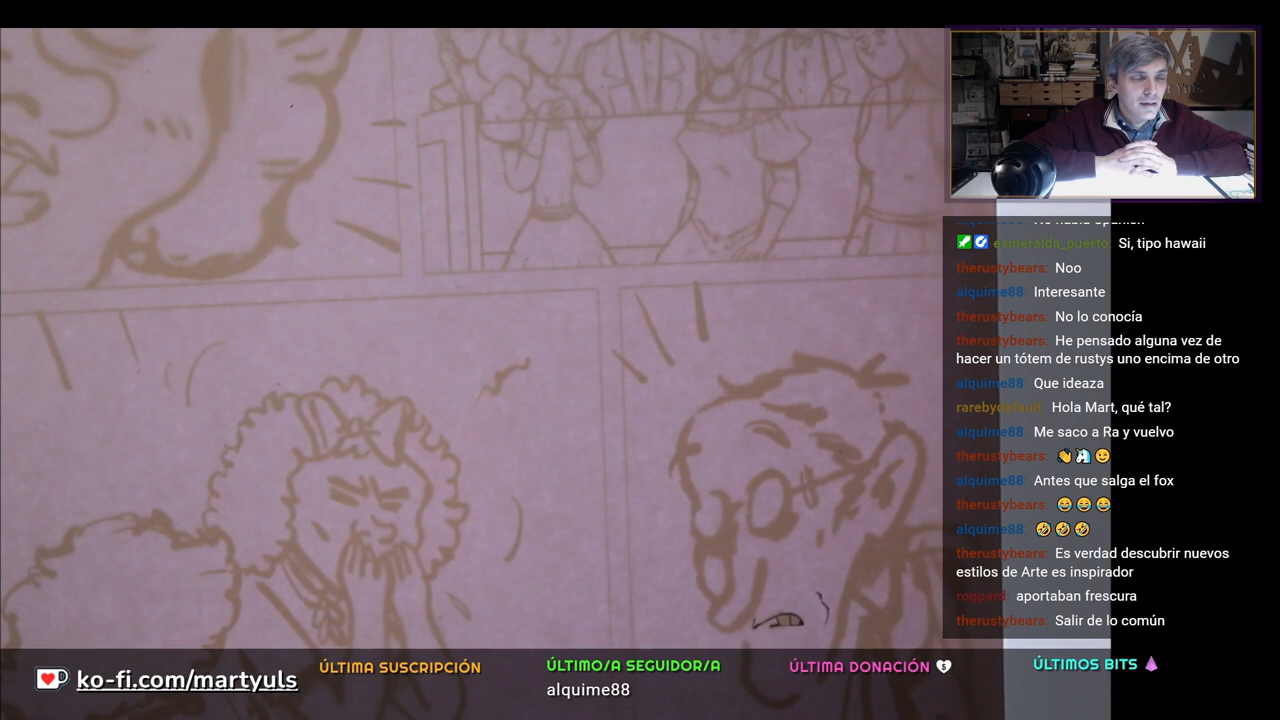 esmeralda_puerto: Si, tipo hawaii
therustybears: Noo
alquime88: Interesante
therustybears: No lo conocía
therustybears: He pensado alguna vez de
hacer un tótem de rustys uno encima de otro
alquime88: Que ideaza
rarebydefault: Hola Mart, qué tal?
alquime88: Me saco a Ra y vuelvo
therustybears: 👋🦄😉
alquime88: Antes que salga el fox
therustybears: 😂😂😂
alquime88: 🤣🤣🤣
therustybears: Es verdad descubrir nuevos
estilos de Arte es inspirador
aportaban frescura
therustybears: Salir de lo común
ko-fi.com/martyuls
ÚLTIMA SUSCRIPCIÓN
ÚLTIMO/A SEGUIDOR/A
alquime88
ÚLTIMA DONACIÓN
ÚLTIMOS BITS